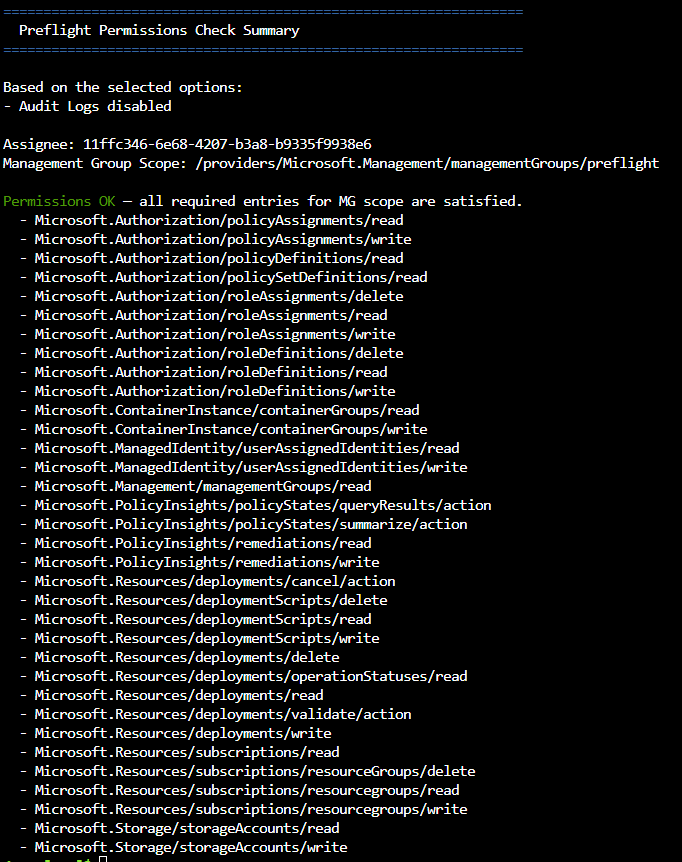 =================================================================
Preflight Permissions Check Summary
=================================================================
Based on the selected options:
- Audit Logs disabled
Assignee: 11ffc346-6e68-4207-b3a8-b9335f9938e6
Management Group Scope: /providers/Microsoft.Management/managementGroups/preflight
Permissions OK — all required entries for MG scope are satisfied.
- Microsoft.Authorization/policyAssignments/read
- Microsoft.Authorization/policyAssignments/write
- Microsoft.Authorization/policyDefinitions/read
- Microsoft.Authorization/policySetDefinitions/read
- Microsoft.Authorization/roleAssignments/delete
- Microsoft.Authorization/roleAssignments/read
- Microsoft.Authorization/roleAssignments/write
- Microsoft.Authorization/roleDefinitions/delete
- Microsoft.Authorization/roleDefinitions/read
- Microsoft.Authorization/roleDefinitions/write
- Microsoft.ContainerInstance/containerGroups/read
- Microsoft.ContainerInstance/containerGroups/write
- Microsoft.ManagedIdentity/userAssignedIdentities/read
- Microsoft.ManagedIdentity/userAssignedIdentities/write
- Microsoft.Management/managementGroups/read
- Microsoft.PolicyInsights/policyStates/queryResults/action
- Microsoft.PolicyInsights/policyStates/summarize/action
- Microsoft.PolicyInsights/remediations/read
- Microsoft.PolicyInsights/remediations/write
- Microsoft.Resources/deployments/cancel/action
- Microsoft.Resources/deploymentScripts/delete
- Microsoft.Resources/deploymentScripts/read
- Microsoft.Resources/deploymentScripts/write
- Microsoft.Resources/deployments/delete
- Microsoft.Resources/deployments/operationStatuses/read
- Microsoft.Resources/deployments/read
- Microsoft.Resources/deployments/validate/action
- Microsoft.Resources/deployments/write
- Microsoft.Resources/subscriptions/read
- Microsoft.Resources/subscriptions/resourceGroups/delete
- Microsoft.Resources/subscriptions/resourcegroups/read
- Microsoft.Resources/subscriptions/resourcegroups/write
- Microsoft.Storage/storageAccounts/read
- Microsoft.Storage/storageAccounts/write